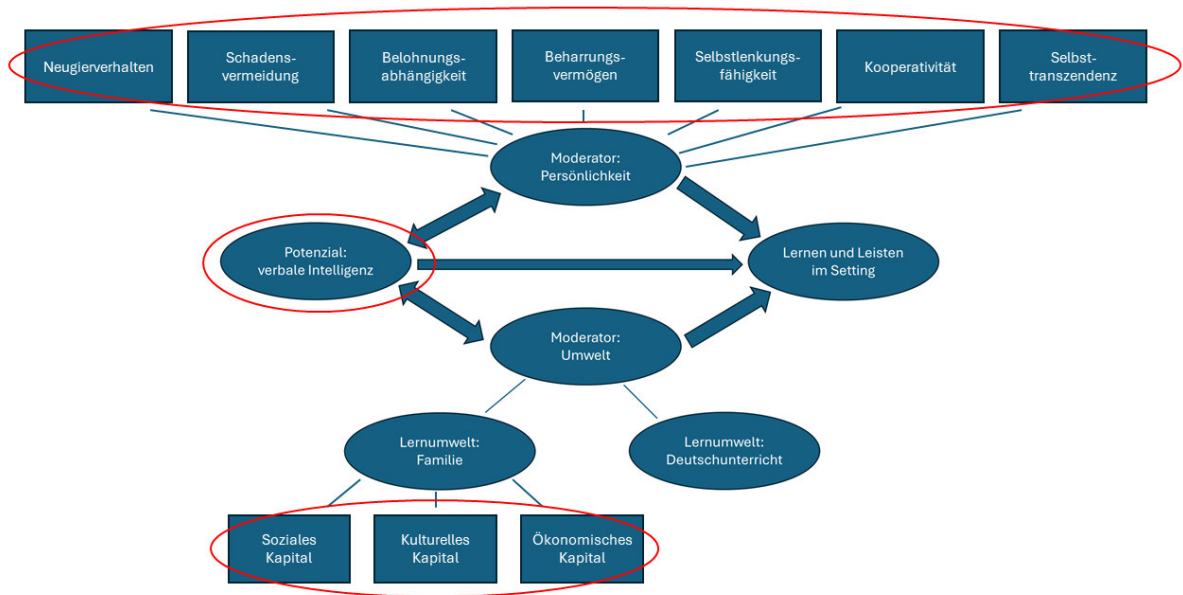 Neugierverhalten
Schadens-
vermeidung
Belohnungs-
abhängigkeit
Beharrungs-
vermögen
Selbstlenkungs-
fähigkeit
Kooperativität
Selbst-
transzendenz
Moderator:
Persönlichkeit
Potenzial:
verbale Intelligenz
Lernen und Leisten
im Setting
Moderator:
Umwelt
Lernumwelt:
Familie
Lernumwelt:
Deutschunterricht
Soziales
Kapital
Kulturelles
Kapital
Ökonomisches
Kapital